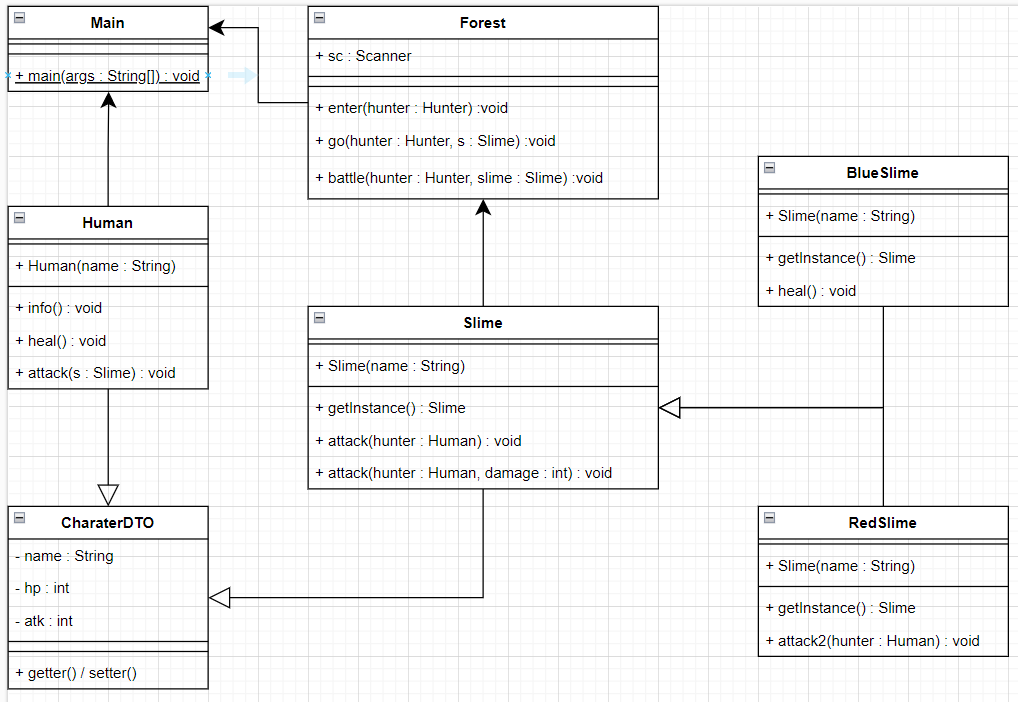 Main
+ main(args : String[]) : void
Forest
+ sc : Scanner
+ enter(hunter : Hunter) :void
+ go(hunter : Hunter, s : Slime) :void
+ battle(hunter : Hunter, slime : Slime) :void
BlueSlime
+ Slime(name : String)
+ getInstance() : Slime
+ heal() : void
Human
+ Human(name : String)
+ info() : void
+ heal() : void
+ attack(s : Slime) : void
Slime
+ Slime(name : String)
+ getInstance() : Slime
+ attack(hunter : Human) : void
+ attack(hunter : Human, damage : int) : void
CharaterDTO
- name : String
- hp : int
- atk : int
+ getter() / setter()
RedSlime
+ Slime(name : String)
+ getInstance() : Slime
+ attack2(hunter : Human) : void